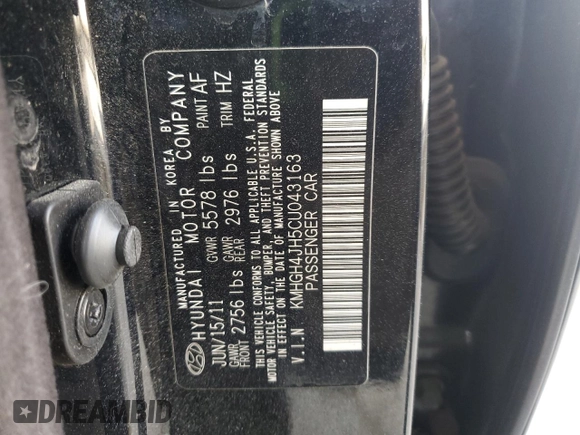 MANUFACTURED IN KOREA BY
HYUNDAI MOTOR COMPANY
JUN/15/11 GVWR 5578 lbs PAINT AF
GAWR FRONT 2756 lbs GAWR REAR 2976 lbs TRIM HZ
THIS VEHICLE CONFORMS TO ALL APPLICABLE U.S.A. FEDERAL
MOTOR VEHICLE SAFETY, BUMPER, AND THEFT PREVENTION STANDARDS
IN EFFECT ON THE DATE OF MANUFACTURE SHOWN ABOVE
V.I.N KMHGH4JH5CU043163
PASSENGER CAR
DREAMBID